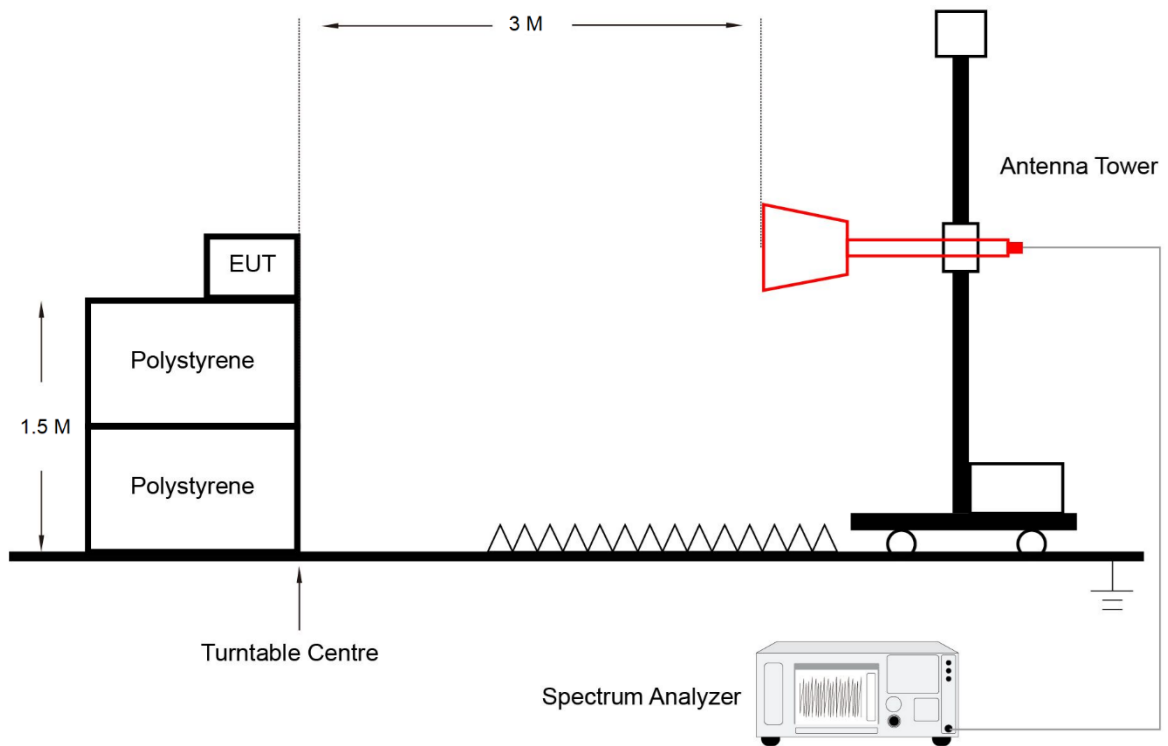 3 M
Antenna Tower
EUT
Polystyrene
1.5 M
Polystyrene
Turntable Centre
Spectrum Analyzer